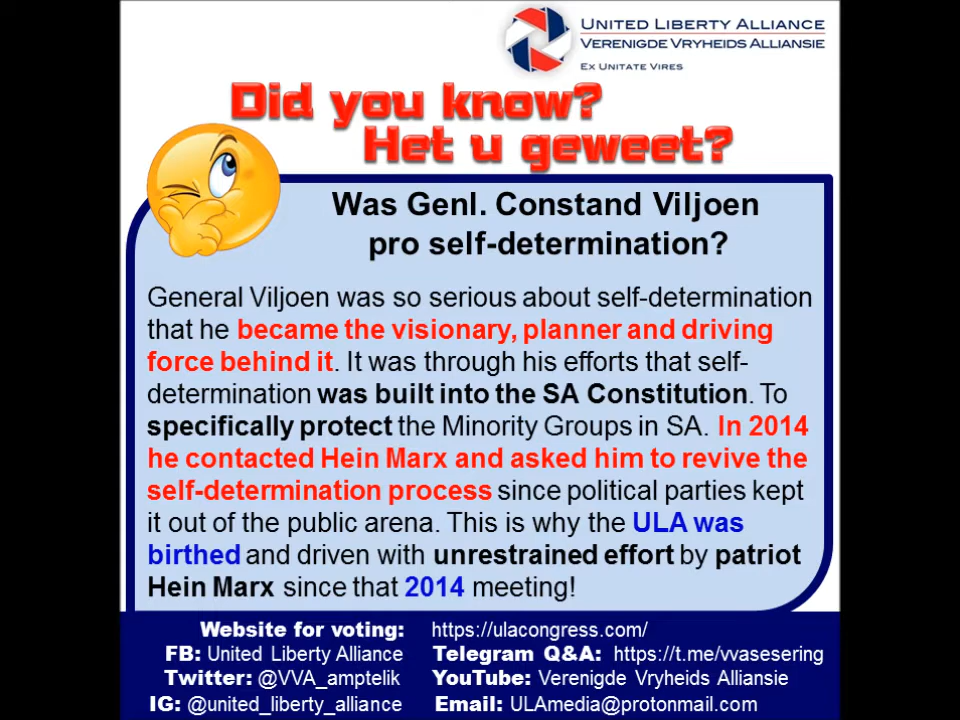 UNITED LIBERTY ALLIANCE
VERENIGDE VRYHEIDS ALLIANSIE
EX UNITATE VIRES
Did you know?
Het u geweet?
Was Genl. Constand Viljoen
pro self-determination?
General Viljoen was so serious about self-determination
that he became the visionary, planner and driving
force behind it. It was through his efforts that self-
determination was built into the SA Constitution. To
specifically protect the Minority Groups in SA. In 2014
he contacted Hein Marx and asked him to revive the
self-determination process since political parties kept
it out of the public arena. This is why the ULA was
birthed and driven with unrestrained effort by patriot
Hein Marx since that 2014 meeting!
Website for voting: https://ulacongress.com/
FB: United Liberty Alliance Telegram Q&A: https://t.me/vvasesering
Twitter: @VVA_amptelik YouTube: Verenigde Vryheids Alliansie
IG: @united_liberty_alliance Email: ULAmedia@protonmail.com